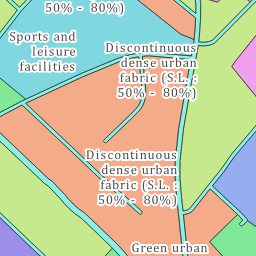 50% - 80%)
Sports and
leisure
facilities
Discontinuous
dense urban
fabric (S.L. :
50% - 80%)
Discontinuous
dense urban
fabric (S.L. :
50% - 80%)
Green urban